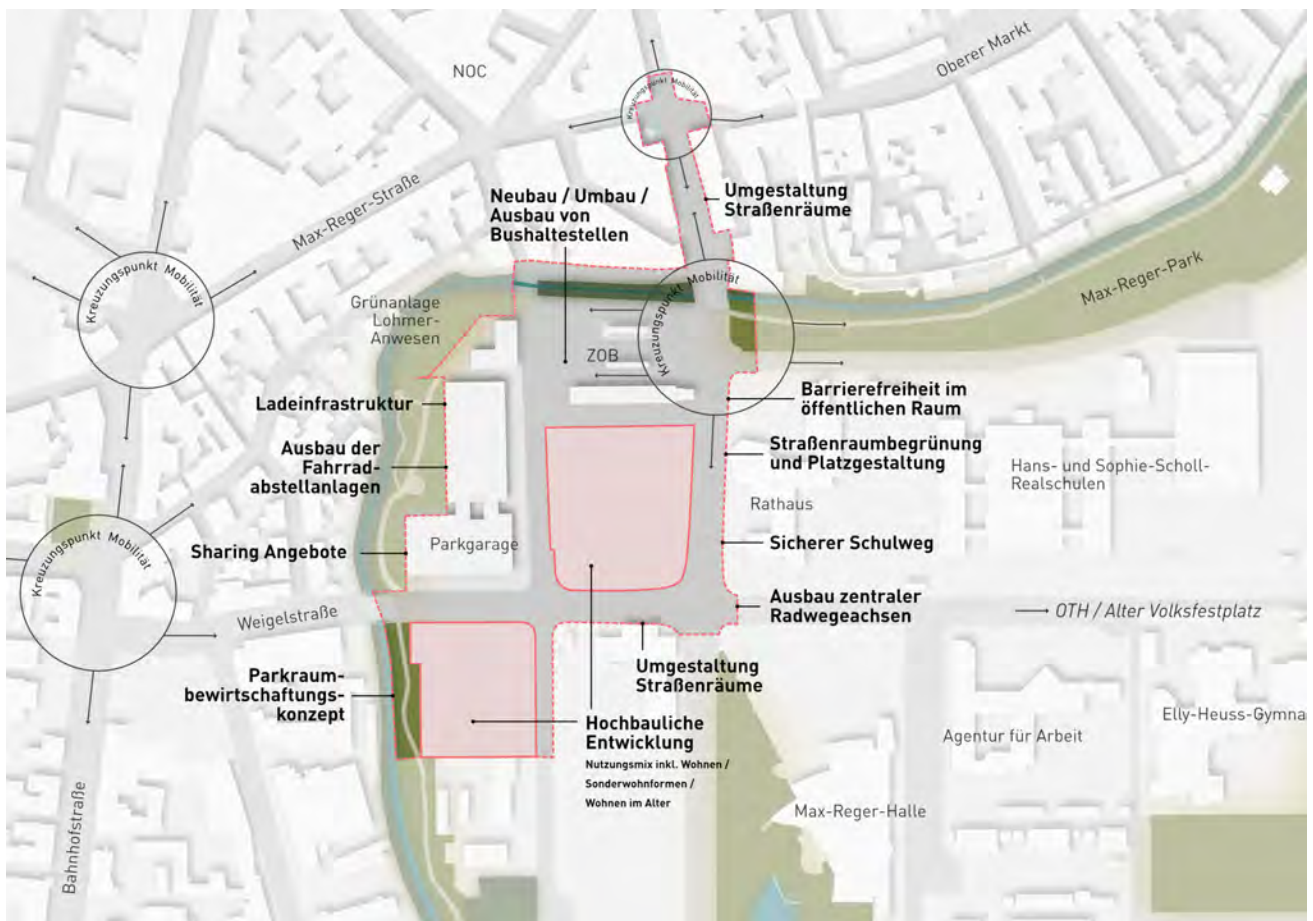 NOC
Kreuzungspunkt Mobilität
Oberer Markt
Max-Reger-Straße
Neubau / Umbau /
Ausbau von
Bushaltestellen
Umgestaltung
Straßenräume
Kreuzungspunkt Mobilität
Kreuzungspunkt Mobilität
Max-Reger-Park
Grünanlage
Lohmer-
Anwesen
ZOB
Ladeinfrastruktur
Barrierefreiheit im
öffentlichen Raum
Ausbau der
Fahrrad-
abstellanlagen
Straßenraumbegrünung
und Platzgestaltung
Hans- und Sophie-Scholl-
Realschulen
Rathaus
Kreuzungspunkt Mobilität
Sharing Angebote
Parkgarage
Sicherer Schulweg
Weigelstraße
Ausbau zentraler
Radwegeachsen
OTH / Alter Volksfestplatz
Parkraum-
bewirtschaftungs-
konzept
Umgestaltung
Straßenräume
Hochbauliche
Entwicklung
Nutzungsmix inkl. Wohnen /
Sonderwohnformen /
Wohnen im Alter
Agentur für Arbeit
Elly-Heuss-Gymna
Max-Reger-Halle
Bahnhofstraße